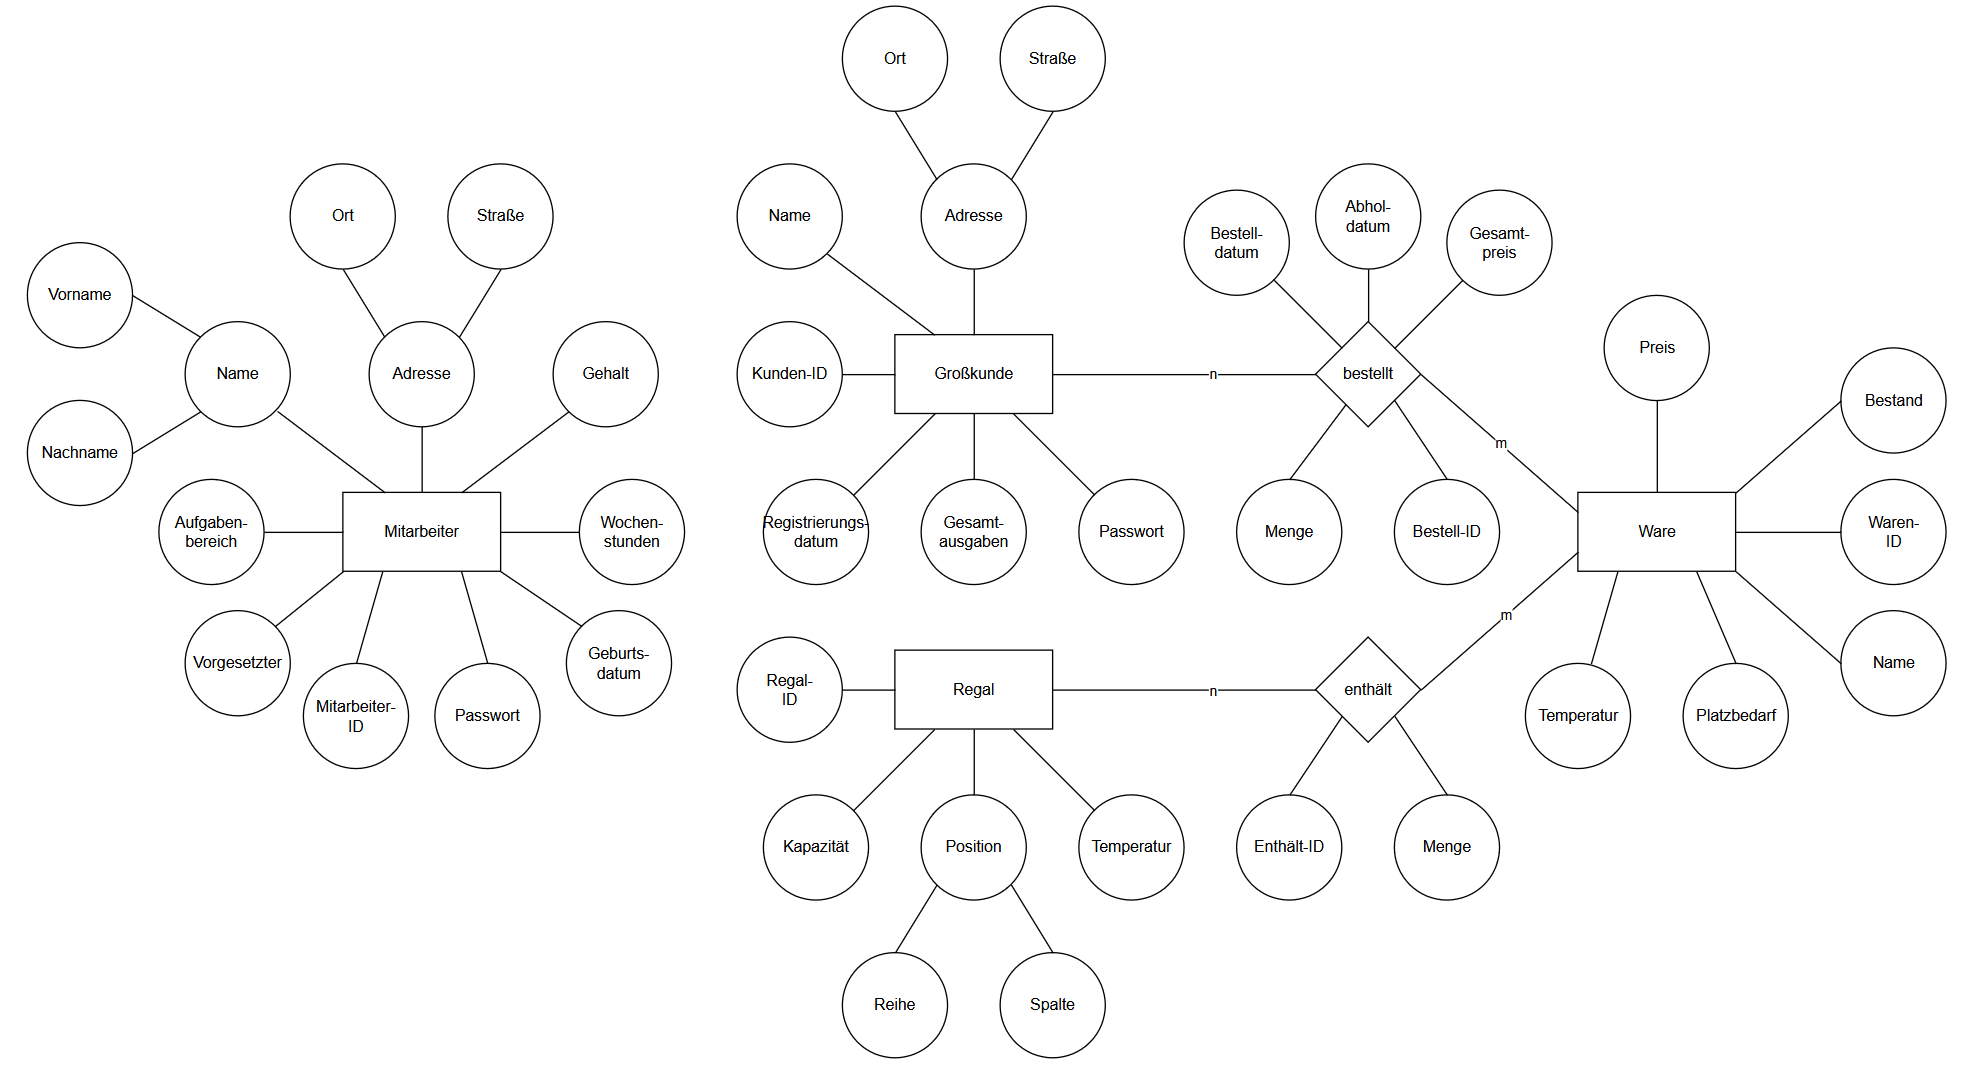 Ort
Straße
Name
Adresse
Ort
Straße
Bestell-
datum
Abhol-
datum
Gesamt-
preis
Vorname
Name
Nachname
Adresse
Gehalt
Kunden-ID
Großkunde
n
bestellt
m
Preis
Bestand
Aufgaben-
bereich
Mitarbeiter
Wochen-
stunden
Registrierungs-
datum
Gesamt-
ausgaben
Passwort
Menge
Bestell-ID
Ware
Waren-
ID
Vorgesetzter
Mitarbeiter-
ID
Passwort
Geburts-
datum
Regal-
ID
Regal
n
enthält
m
Temperatur
Platzbedarf
Name
Kapazität
Position
Temperatur
Enthält-ID
Menge
Reihe
Spalte